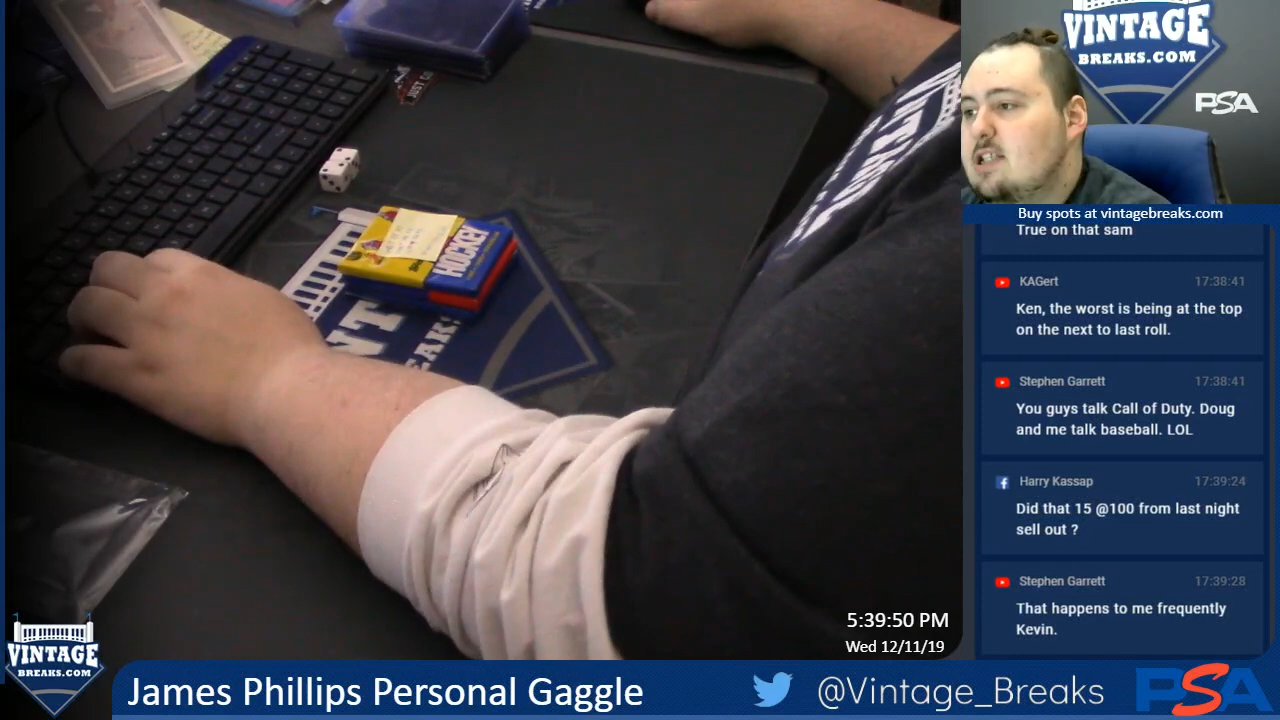 VINTAGE
BREAKS.COM
PSA
Buy spots at vintagebreaks.com
True on that sam
KAGert 17:38:41
Ken, the worst is being at the top
on the next to last roll.
Stephen Garrett 17:38:41
You guys talk Call of Duty. Doug
and me talk baseball. LOL
Harry Kassap 17:39:24
Did that 15 @100 from last night
sell out ?
Stephen Garrett 17:39:28
That happens to me frequently
Kevin.
HOCKEY
5:39:50 PM
Wed 12/11/19
VINTAGE
BREAKS.COM
James Phillips Personal Gaggle
@Vintage_Breaks
PSA